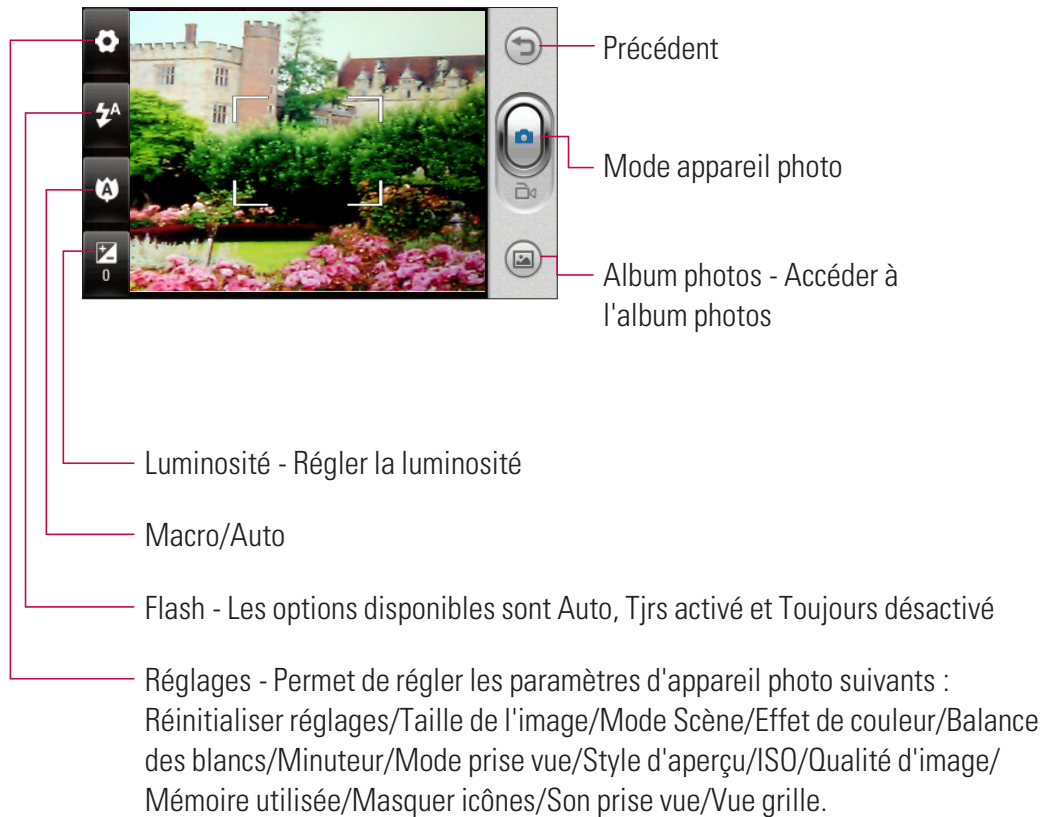 Précédent
A
Mode appareil photo
A
0
Album photos - Accéder à
l'album photos
Luminosité - Régler la luminosité
Macro/Auto
Flash - Les options disponibles sont Auto, Tjrs activé et Toujours désactivé
Réglages - Permet de régler les paramètres d'appareil photo suivants :
Réinitialiser réglages/Taille de l'image/Mode Scène/Effet de couleur/Balance
des blancs/Minuteur/Mode prise vue/Style d'aperçu/ISO/Qualité d'image/
Mémoire utilisée/Masquer icônes/Son prise vue/Vue grille.